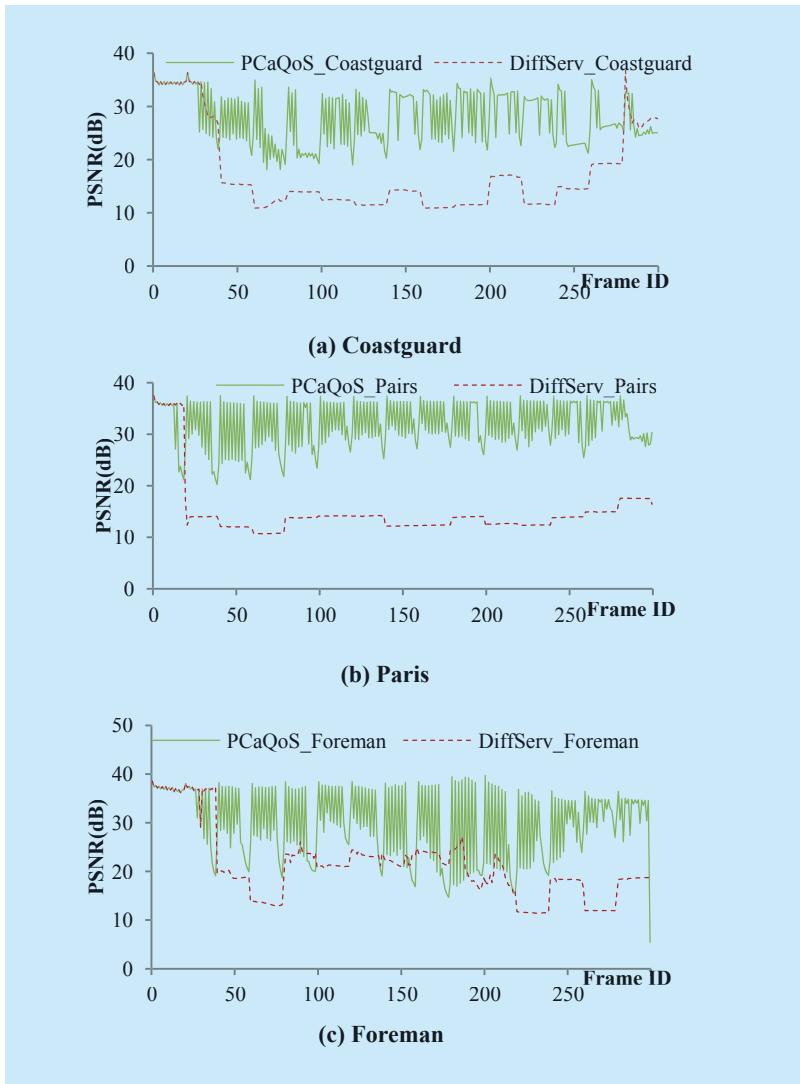 40
PCaQoS_Coastguard
DiffServ_Coastguard
30
PSNR(dB)
20
10
0
0
50
100
150
200
250
Frame ID
(a) Coastguard
40
PCaQoS_Pairs
DiffServ_Pairs
30
PSNR(dB)
20
10
0
0
50
100
150
200
250
Frame ID
(b) Paris
50
PCaQoS_Foreman
DiffServ_Foreman
40
30
PSNR(dB)
20
10
0
0
50
100
150
200
250
Frame ID
(c) Foreman